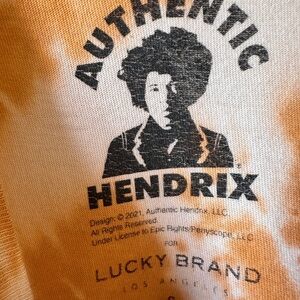 AUTHENTIC
HENDRIX
Design: © 2021, Authentic Hendrix, LLC
All Rights Reserved.
Under License to Epic Rights/Perryscope, LLC
FOR
LUCKY BRAND
LOS ANGELES